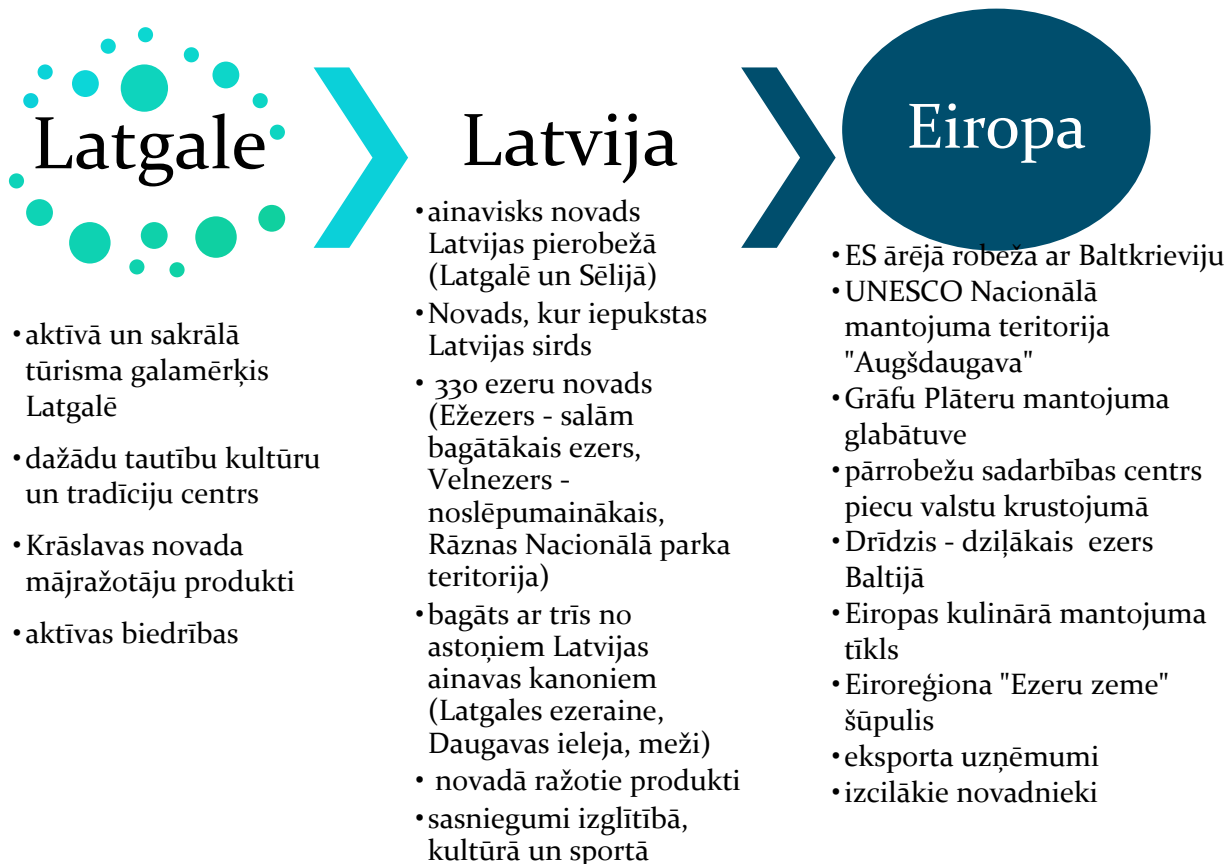 Latgale
• aktīvā un sakrālā
tūrisma galamērķis
Latgalē
• dažādu tautību kultūru
un tradīciju centrs
• Krāslavas novada
mājražotāju produkti
• aktīvas biedrības
Latvija
• ainavisks novads
Latvijas pierobežā
(Latgalē un Sēlijā)
• Novads, kur iepukstas
Latvijas sirds
• 330 ezeru novads
(Ežezers - salām
bagātākais ezers,
Velnezers -
noslēpumainākais,
Rāznas Nacionālā parka
teritorija)
• bagāts ar trīs no
astoņiem Latvijas
ainavas kanoniem
(Latgales ezeraine,
Daugavas ieleja, meži)
• novadā ražotie produkti
• sasniegumi izglītībā,
kultūrā un sportā
Eiropa
• ES ārējā robeža ar Baltkrieviju
• UNESCO Nacionālā
mantojuma teritorija
"Augšdaugava"
• Grāfu Plāteru mantojuma
glabātuve
• pārrobežu sadarbības centrs
piecu valstu krustojumā
• Drīdzis - dziļākais ezers
Baltijā
• Eiropas kulinārā mantojuma
tīkls
• Eiroreģiona "Ezeru zeme"
šūpulis
• eksporta uzņēmumi
• izcilākie novadnieki